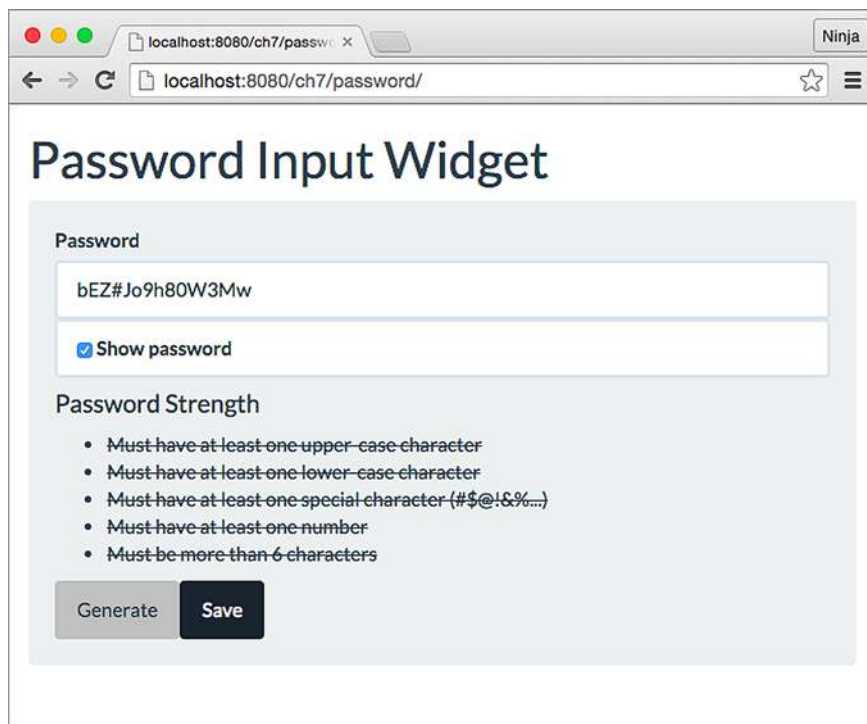 localhost:8080/ch7/passw
Ninja
localhost:8080/ch7/password/
Password Input Widget
Password
bEZ#Jo9h80W3Mw
Show password
Password Strength
Must have at least one upper-case character
Must have at least one lower-case character
Must have at least one special character (#$@!&%...)
Must have at least one number
Must be more than 6 characters
Generate
Save